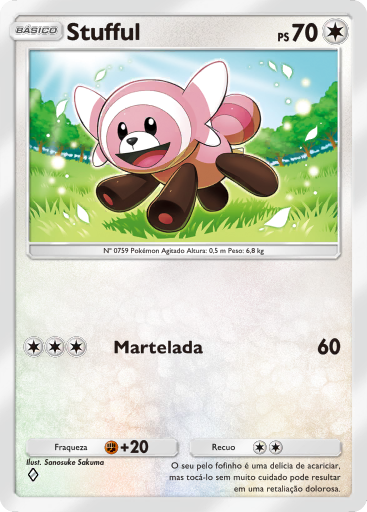 BÁSICO Stufful PS 70
Nº 0759 Pokémon Agitado Altura: 0,5 m Peso: 6,8 kg
Martelada 60
Fraqueza +20 Recuo
Ilust. Sanosuke Sakuma
O seu pelo fofinho é uma delícia de acariciar,
mas tocá-lo sem muito cuidado pode resultar
em uma retaliação dolorosa.